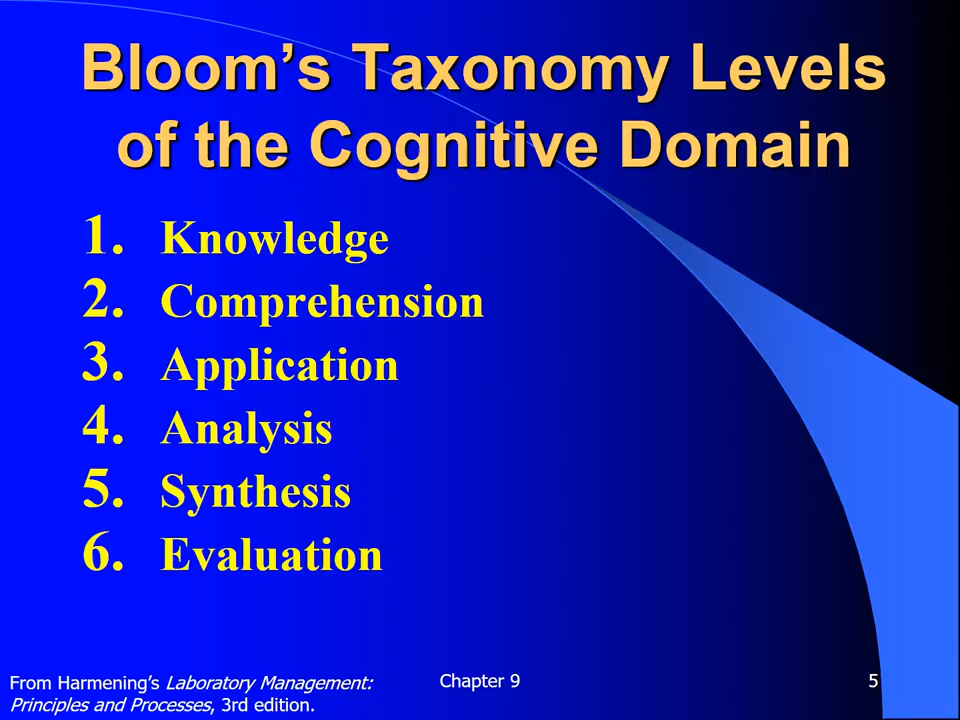 Bloom’s Taxonomy Levels
of the Cognitive Domain
1. Knowledge
2. Comprehension
3. Application
4. Analysis
5. Synthesis
6. Evaluation
From Harmening’s Laboratory Management:
Principles and Processes, 3rd edition.
Chapter 9
5